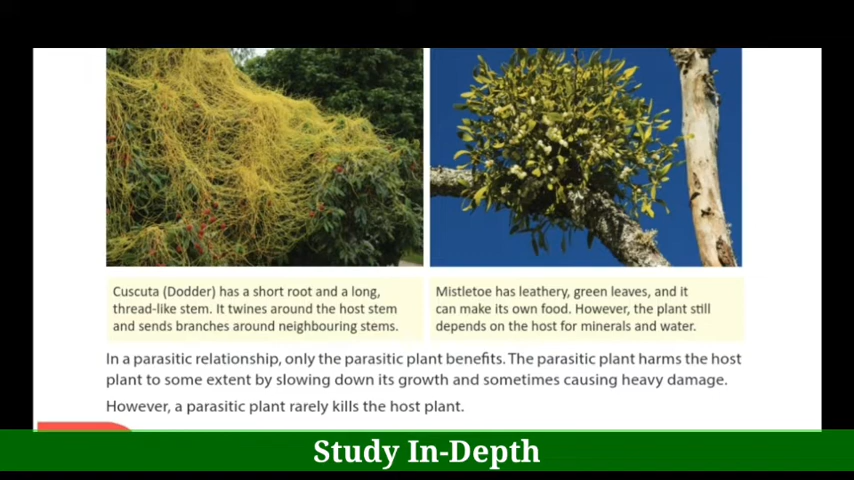 Cuscuta (Dodder) has a short root and a long,
thread-like stem. It twines around the host stem
and sends branches around neighbouring stems.
Mistletoe has leathery, green leaves, and it
can make its own food. However, the plant still
depends on the host for minerals and water.
In a parasitic relationship, only the parasitic plant benefits. The parasitic plant harms the host
plant to some extent by slowing down its growth and sometimes causing heavy damage.
However, a parasitic plant rarely kills the host plant.
Study In-Depth